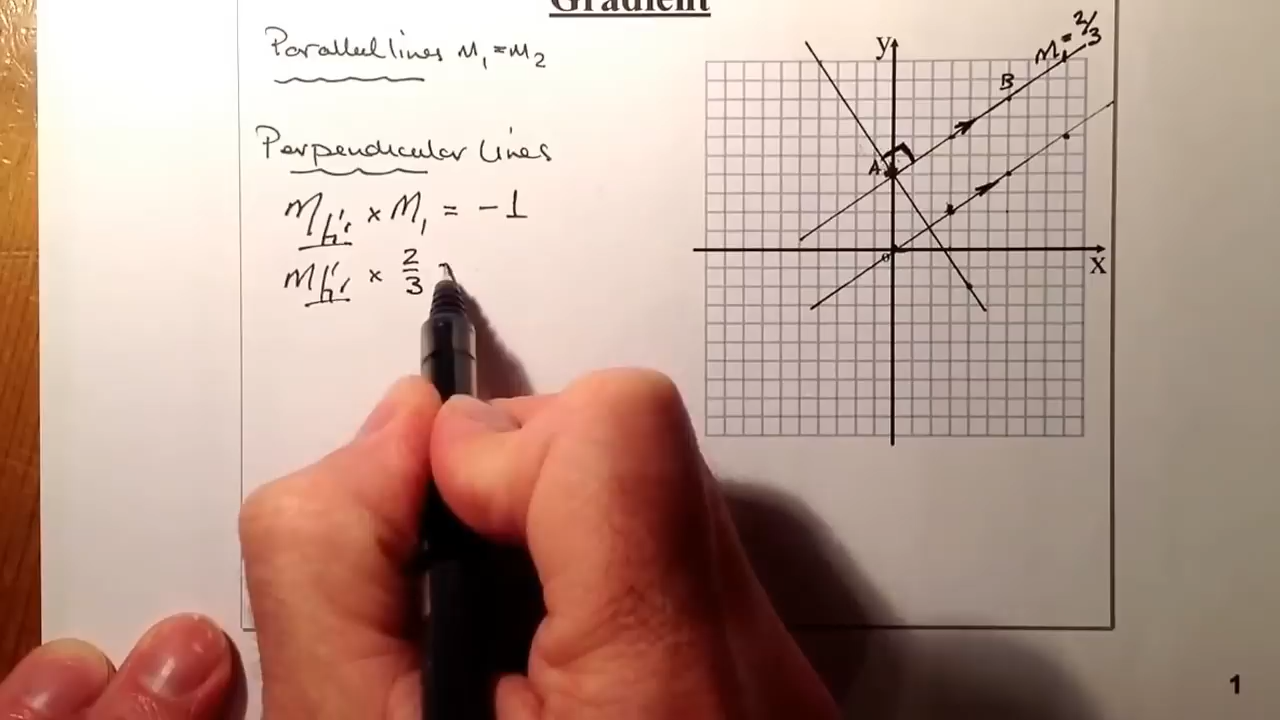 Gradient
Parallel lines M₁ = M₂
Perpendicular Lines
M p'r × M₁ = -1
M p'r × 2/3
y
M₁ = 2/3
B
A
0
x
1